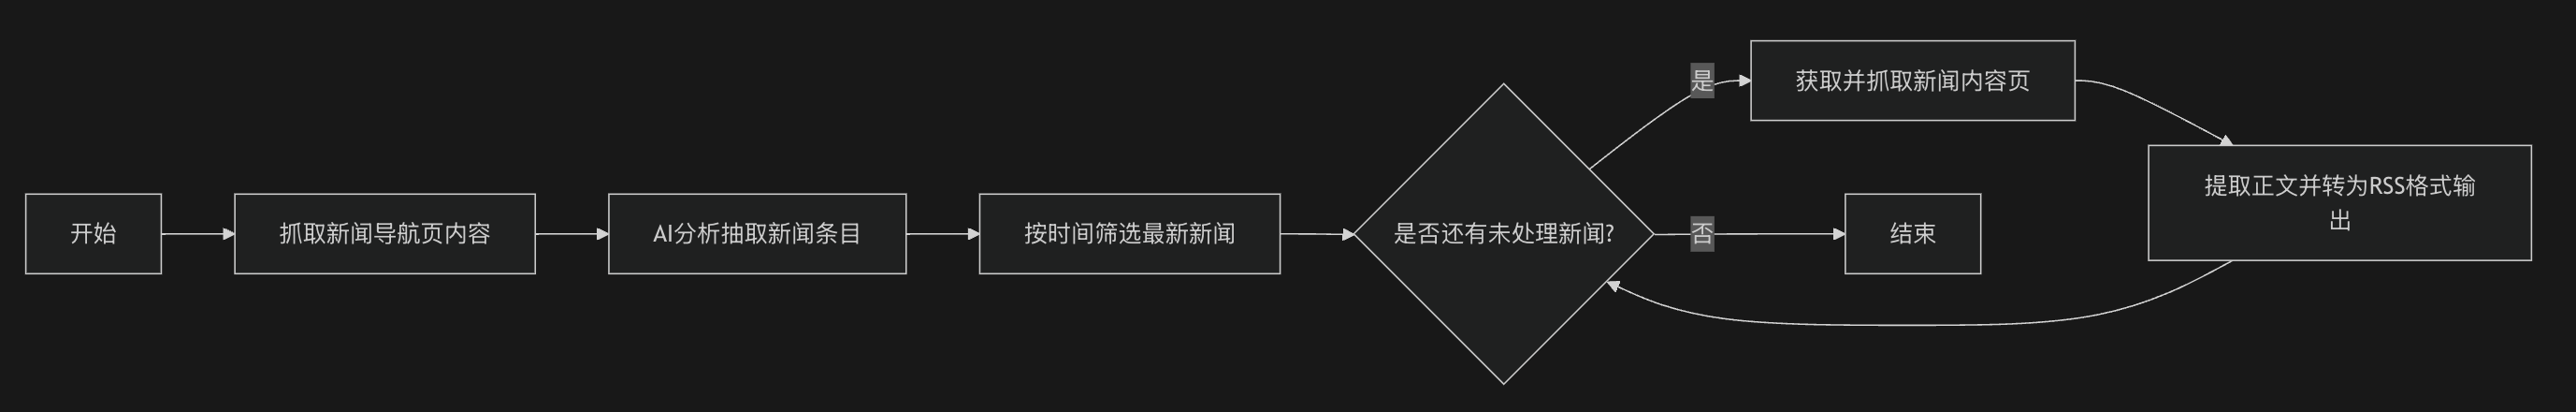 开始
抓取新闻导航页内容
AI分析抽取新闻条目
按时间筛选最新新闻
是否还有未处理新闻?
是
获取并抓取新闻内容页
提取正文并转为RSS格式输
出
否
结束